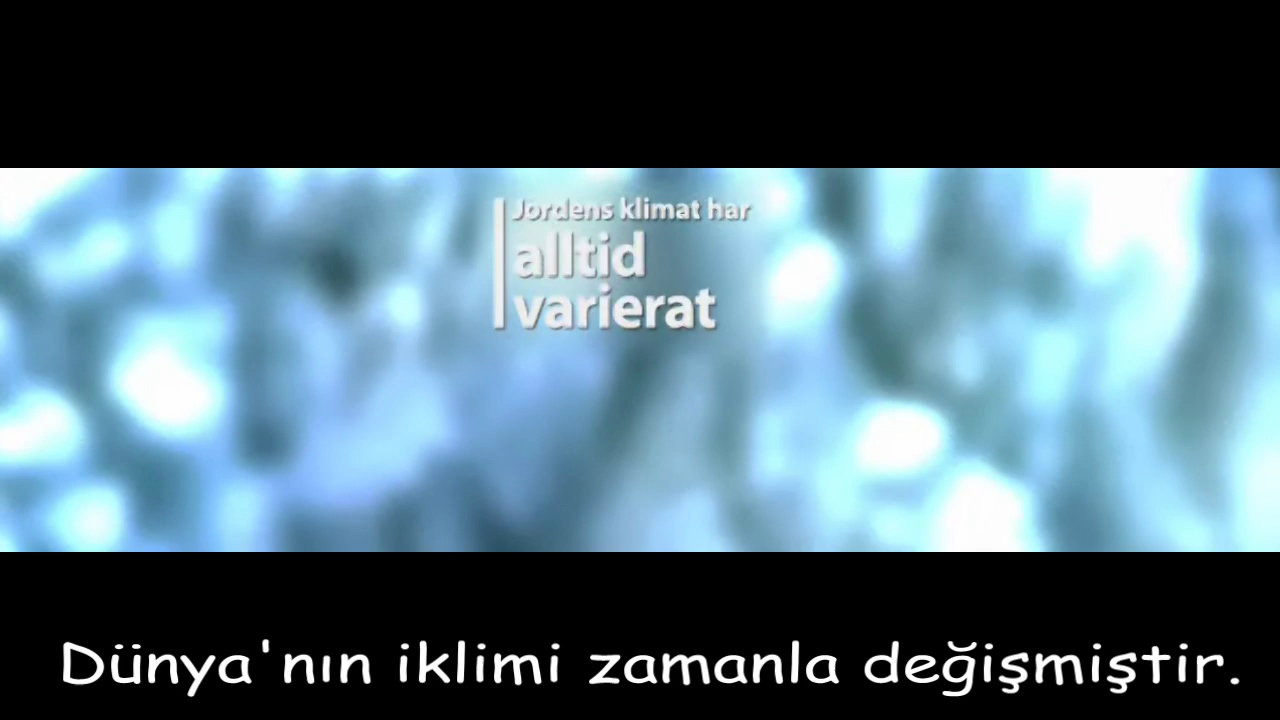 Jordens klimat har
alltid
varierat
Dünya'nın iklimi zamanla değişmiştir.